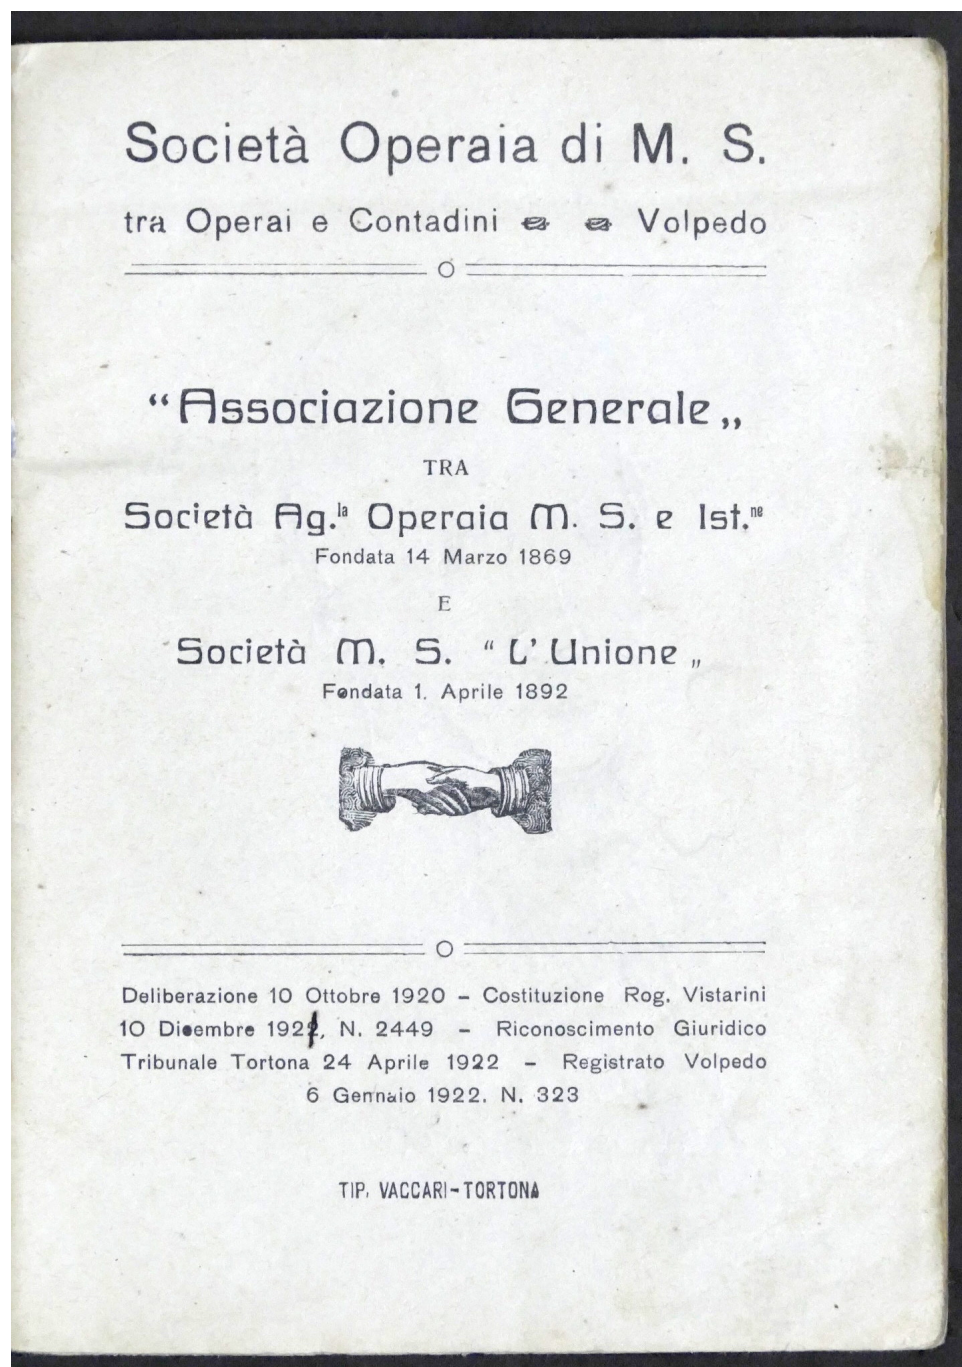 Società Operaia di M. S.
tra Operai e Contadini Volpedo
“Associazione Generale„
TRA
Società Ag.la Operaia M. S. e Ist.ne
Fondata 14 Marzo 1869
E
Società M. S. “ L' Unione „
Fondata 1. Aprile 1892
Deliberazione 10 Ottobre 1920 – Costituzione Rog. Vistarini
10 Dicembre 1921, N. 2449 – Riconoscimento Giuridico
Tribunale Tortona 24 Aprile 1922 – Registrato Volpedo
6 Gennaio 1922. N. 323
TIP. VACCARI-TORTONA